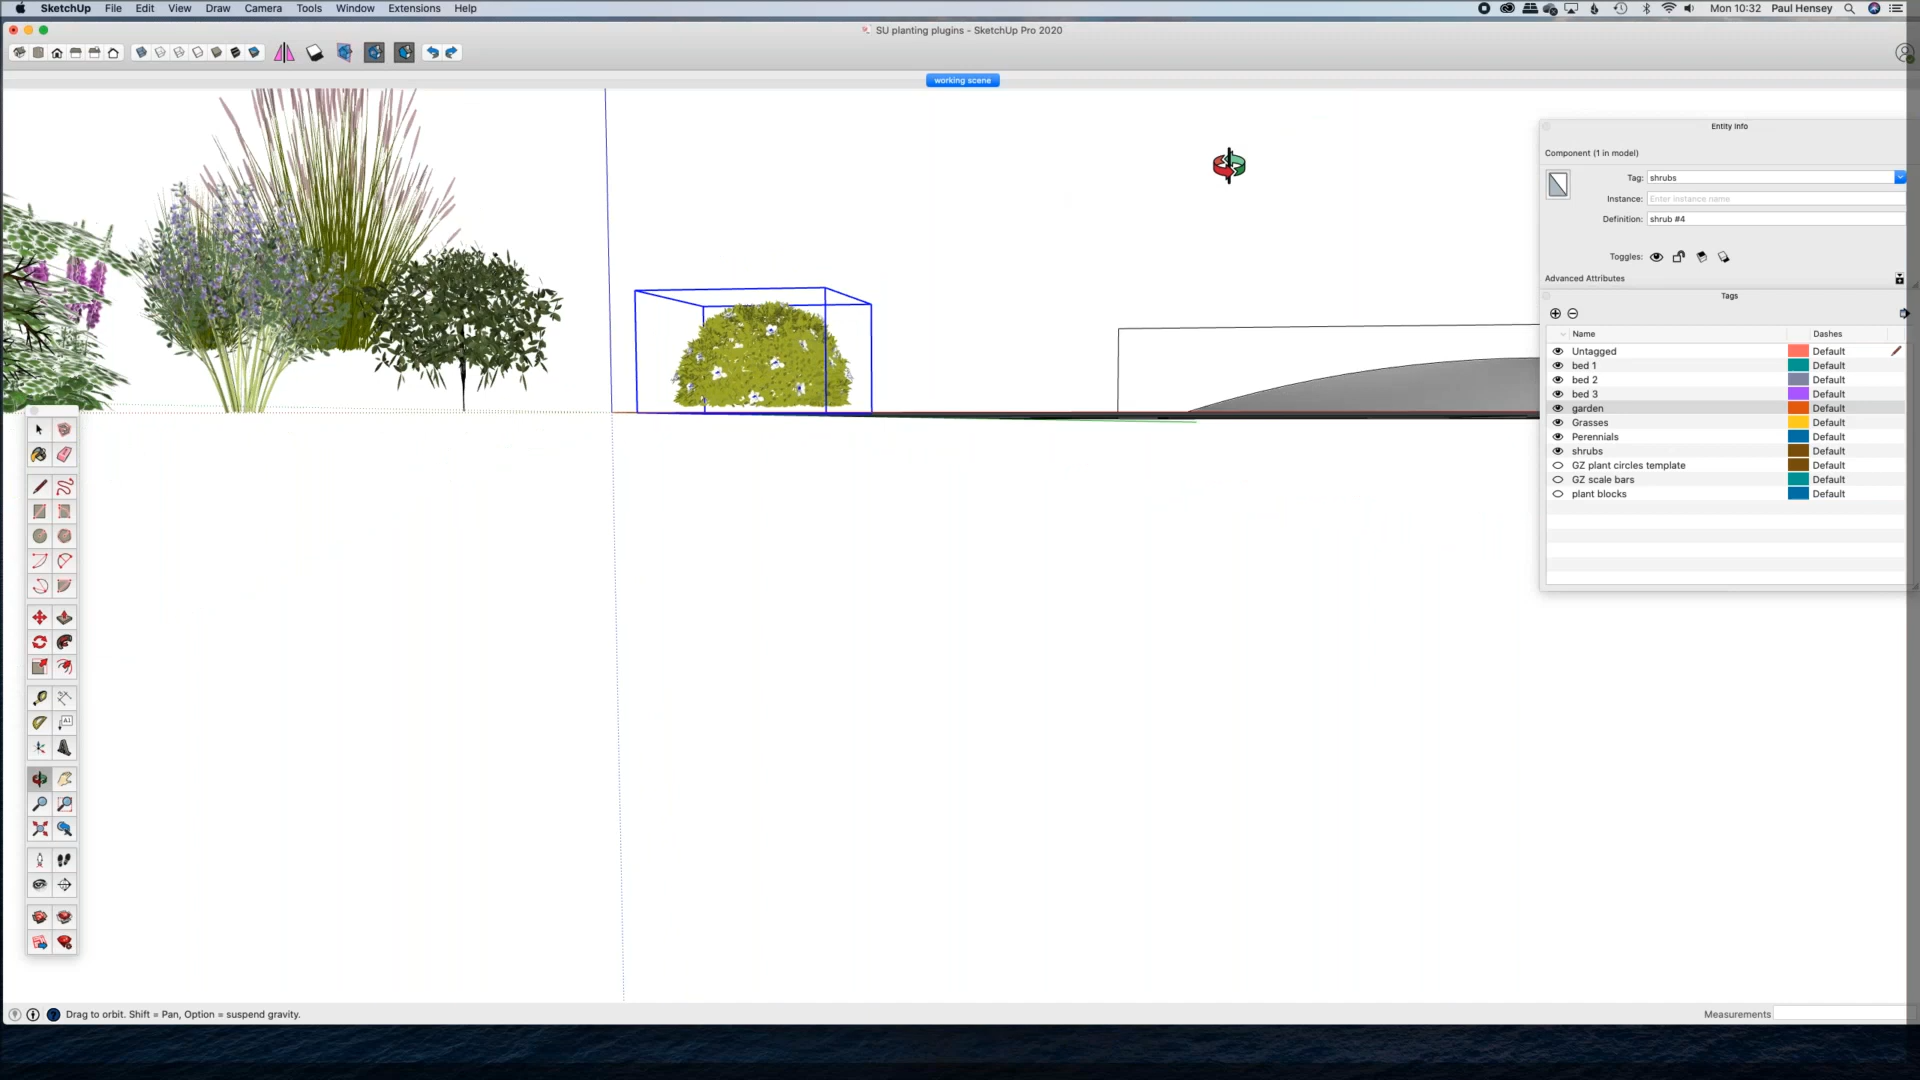 SketchUp File Edit View Draw Camera Tools Window Extensions Help Mon 10:32 Paul Hensey
SU planting plugins - SketchUp Pro 2020
working scene
Entity Info
Component (1 in model)
Tag: shrubs
Instance: Enter instance name
Definition: shrub #4
Toggles:
Advanced Attributes
Tags
Name Dashes
Untagged Default
bed 1 Default
bed 2 Default
bed 3 Default
garden Default
Grasses Default
Perennials Default
shrubs Default
GZ plant circles template Default
GZ scale bars Default
plant blocks Default
Drag to orbit. Shift = Pan, Option = suspend gravity. Measurements